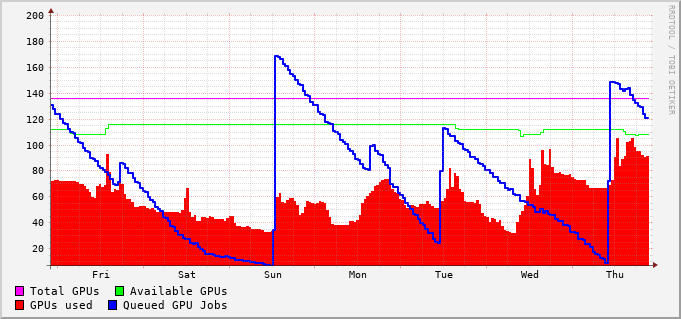 200
180
160
140
120
100
80
60
40
20
Fri Sat Sun Mon Tue Wed Thu
Total GPUs Available GPUs
GPUs used Queued GPU Jobs
RRDTOOL / TOBI OETIKER